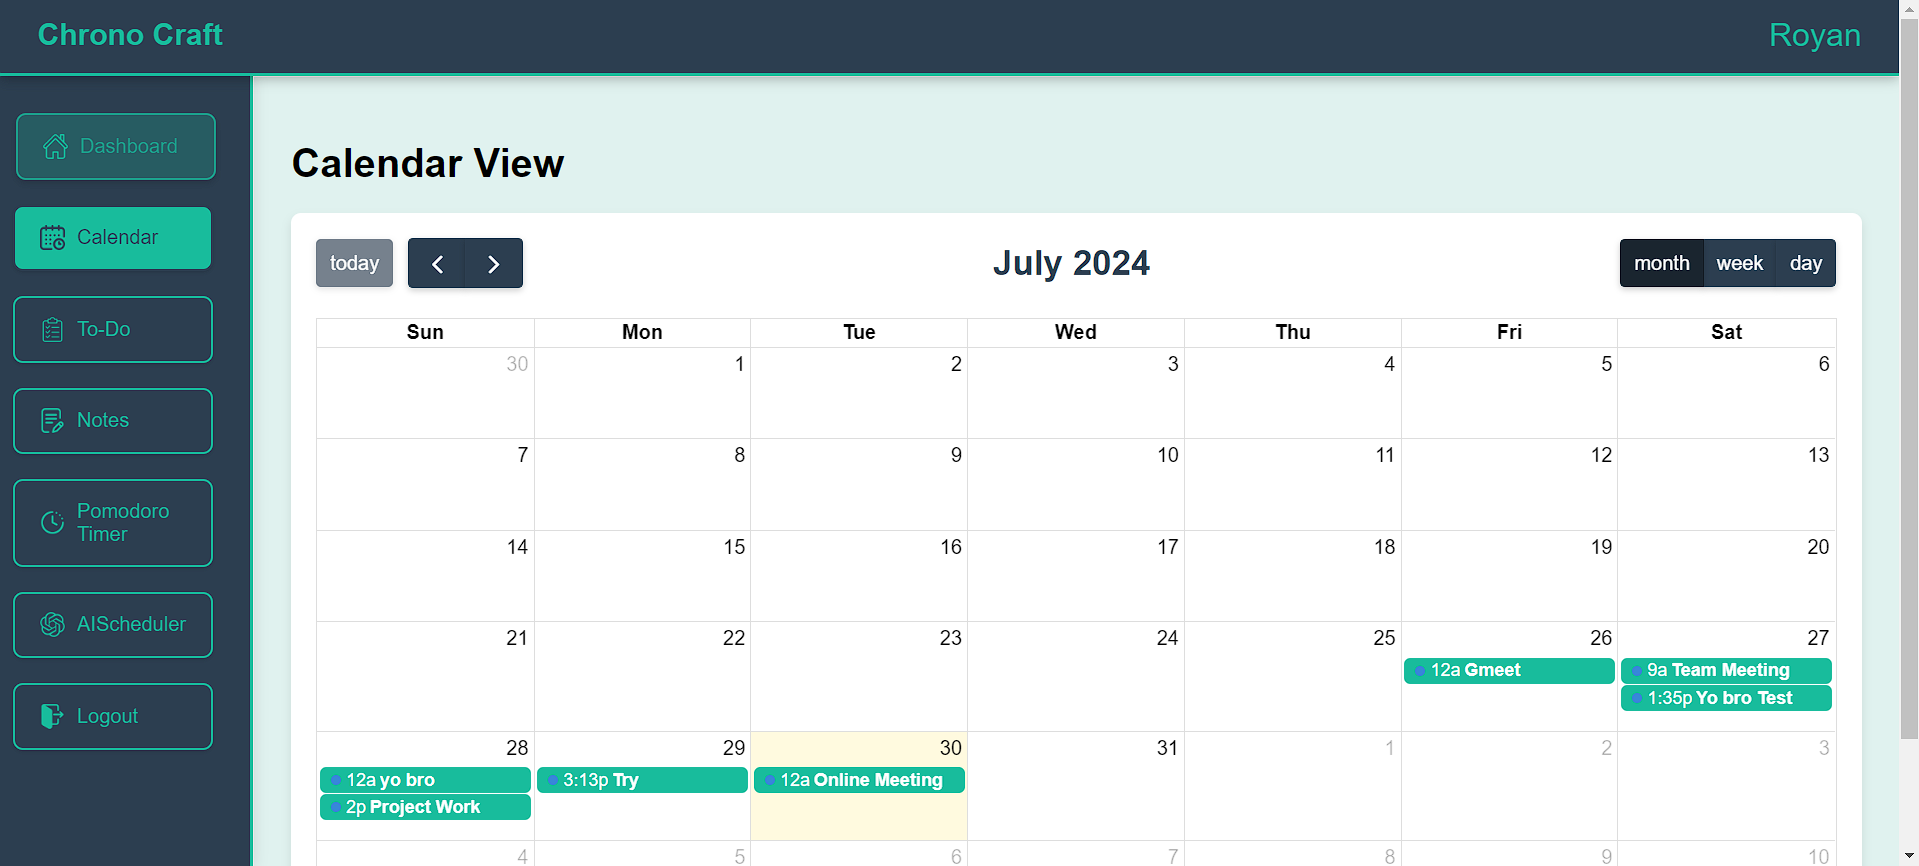 Chrono Craft
Royan
Dashboard
Calendar
To-Do
Notes
Pomodoro
Timer
AIScheduler
Logout
Calendar View
today
July 2024
month week day
Sun Mon Tue Wed Thu Fri Sat
30 1 2 3 4 5 6
7 8 9 10 11 12 13
14 15 16 17 18 19 20
21 22 23 24 25 26 27
12a Gmeet
9a Team Meeting
1:35p Yo bro Test
28 29 30 31 1 2 3
12a yo bro
2p Project Work
3:13p Try
12a Online Meeting
4 5 6 7 8 9 10